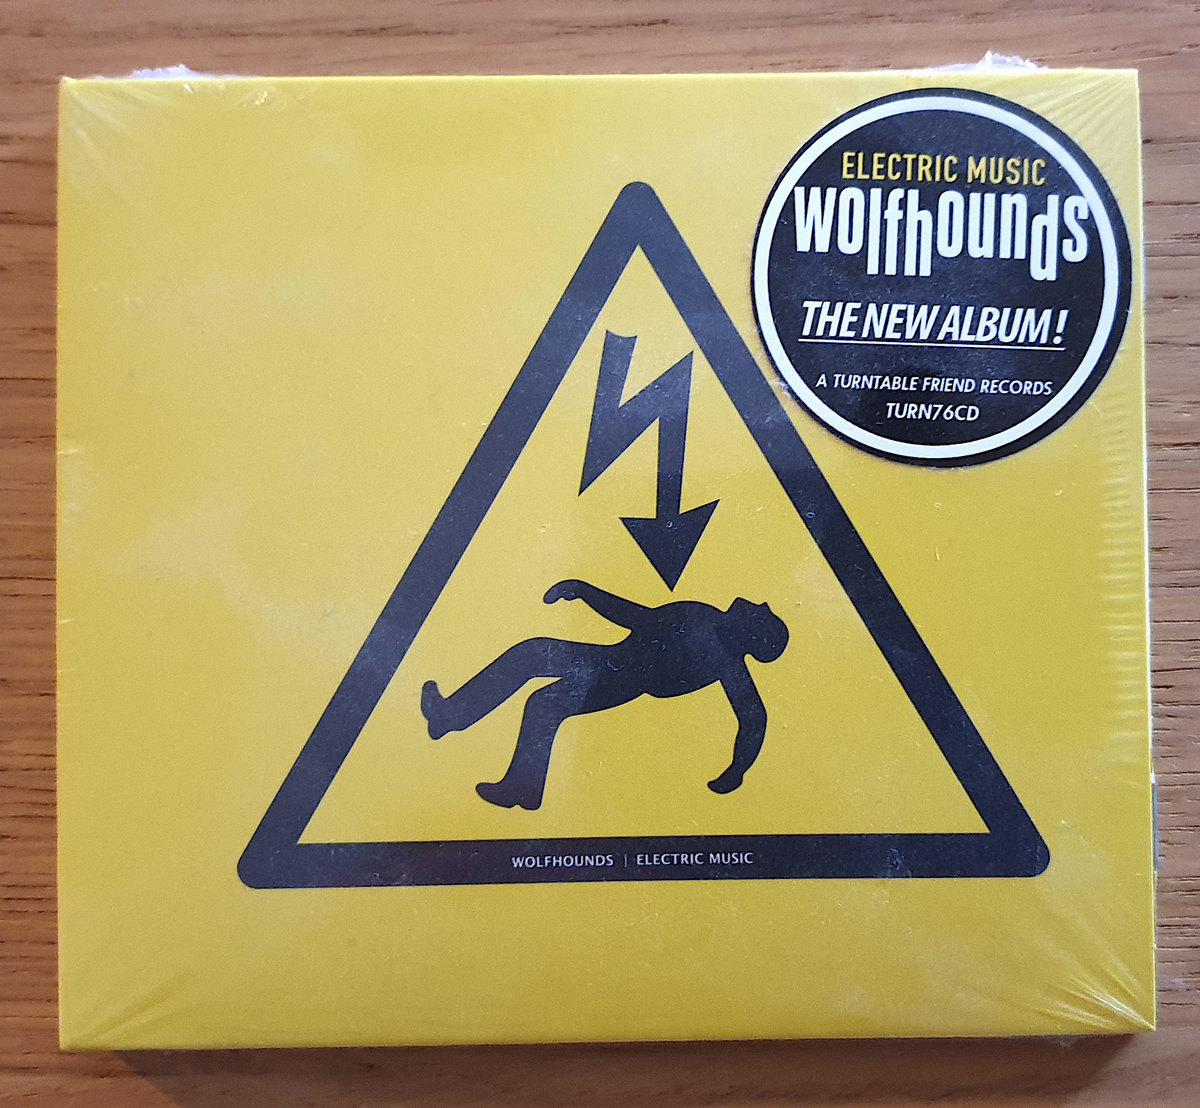 ELECTRIC MUSIC
wolfhounds
THE NEW ALBUM!
A TURNTABLE FRIEND RECORDS
TURN76CD
WOLFHOUNDS | ELECTRIC MUSIC